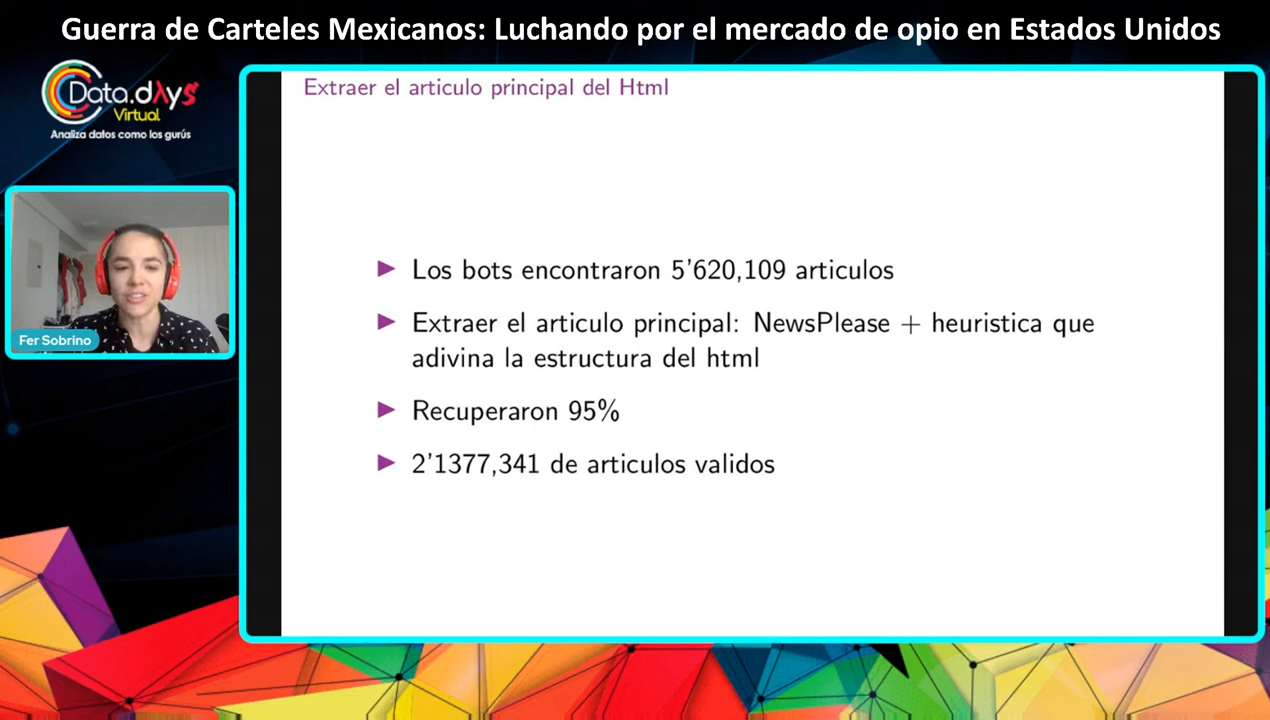 Guerra de Carteles Mexicanos: Luchando por el mercado de opio en Estados Unidos
Data.dAys
Virtual
Analiza datos como los gurús
Fer Sobrino
Extraer el articulo principal del Html
▶ Los bots encontraron 5'620,109 articulos
▶ Extraer el articulo principal: NewsPlease + heuristica que
adivina la estructura del html
▶ Recuperaron 95%
▶ 2'1377,341 de articulos validos